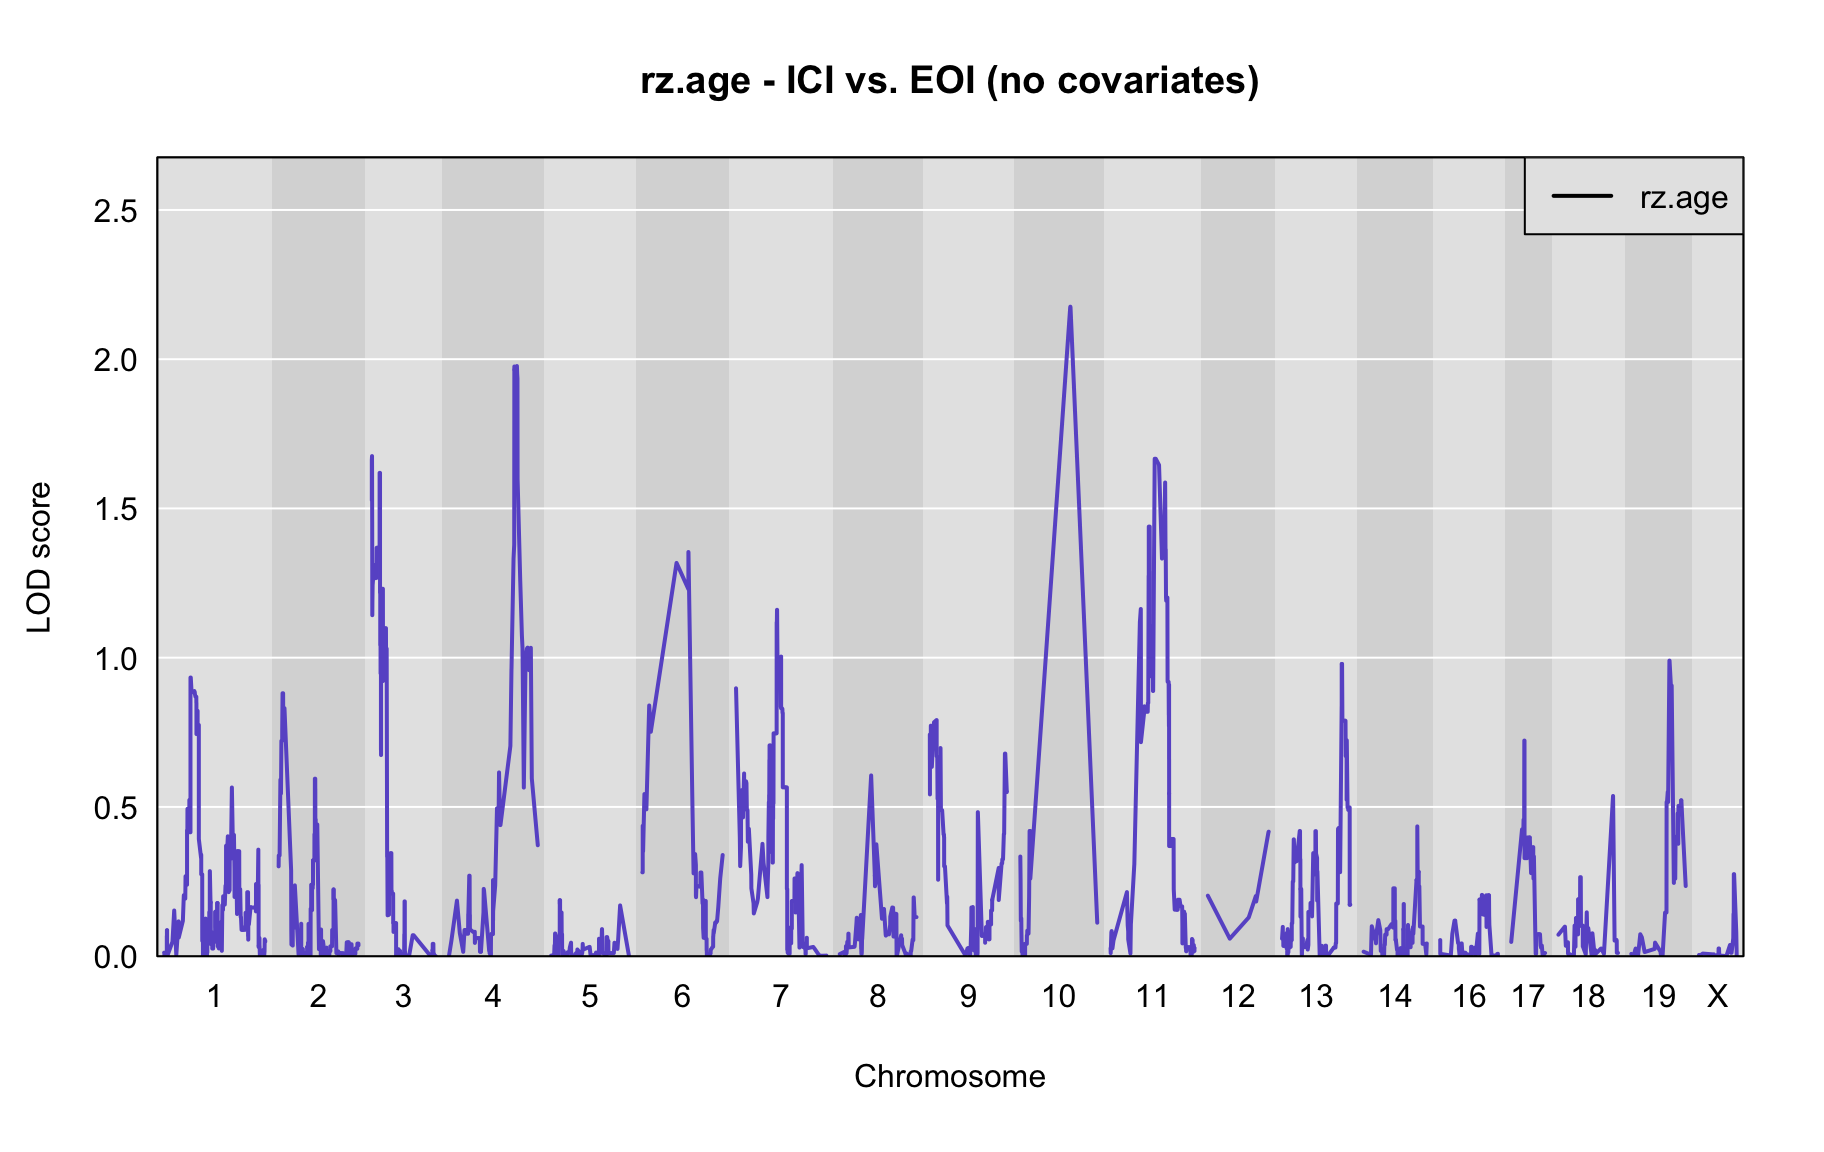 rz.age - ICI vs. EOI (no covariates)
rz.age
2.5
2.0
1.5
1.0
0.5
0.0
LOD score
1 2 3 4 5 6 7 8 9 10 11 12 13 14 16 17 18 19 X
Chromosome